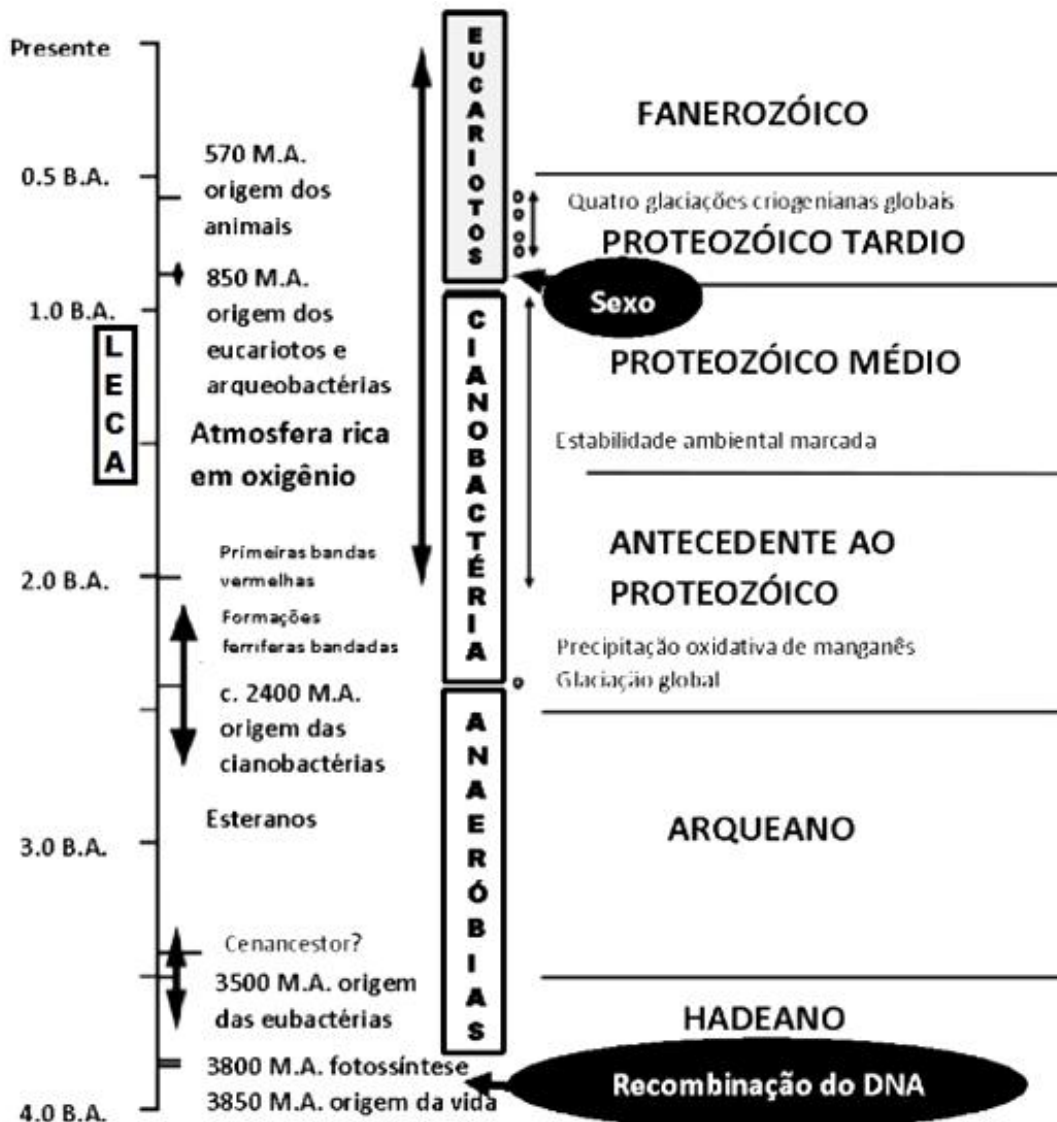 Presente
0.5 B.A.
1.0 B.A.
2.0 B.A.
3.0 B.A.
4.0 B.A.
LECA
570 M.A.
origem dos
animais
850 M.A.
origem dos
eucariotos e
arqueobactérias
Atmosfera rica
em oxigênio
Primeiras bandas
vermelhas
Formações
ferriferas bandadas
c. 2400 M.A.
origem das
cianobactérias
Esteranos
Cenancestor?
3500 M.A. origem
das eubactérias
3800 M.A. fotossíntese
3850 M.A. origem da vida
EUCARIOTOS
CIANOBACTÉRIA
ANAERÓBIAS
FANEROZÓICO
Quatro glaciações criogenianas globais
PROTEOZÓICO TARDIO
Sexo
PROTEOZÓICO MÉDIO
Estabilidade ambiental marcada
ANTECEDENTE AO
PROTEOZÓICO
Precipitação oxidativa de manganês
Glaciação global
ARQUEANO
HADEANO
Recombinação do DNA